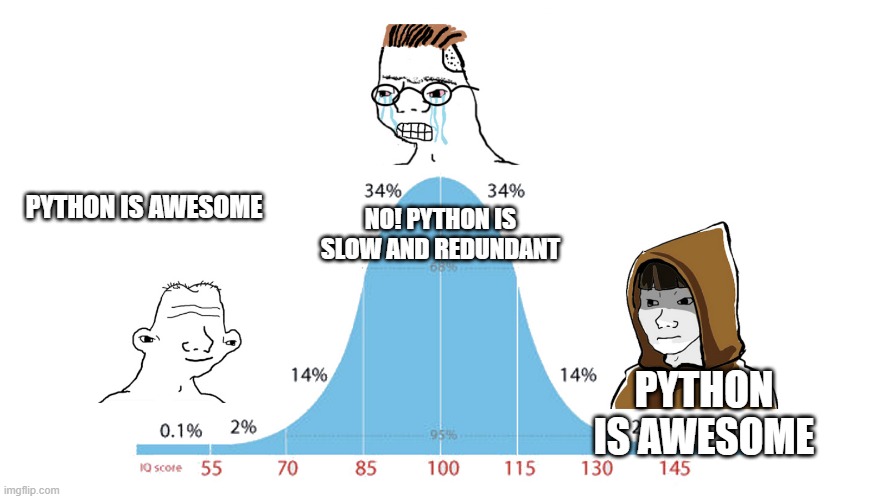 34% 34%
PYTHON IS AWESOME
NO! PYTHON IS
SLOW AND REDUNDANT
68%
14% 14%
PYTHON
IS AWESOME
0.1% 2%
95%
IQ score 55 70 85 100 115 130 145
imgflip.com